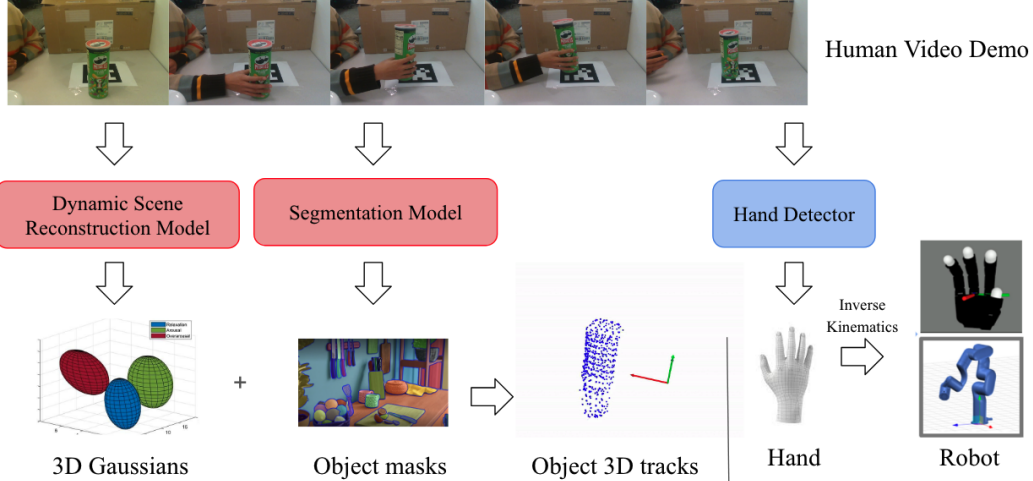 Human Video Demo
Dynamic Scene
Reconstruction Model
Segmentation Model
Hand Detector
Inverse
Kinematics
+
3D Gaussians
Object masks
Object 3D tracks
Hand
Robot